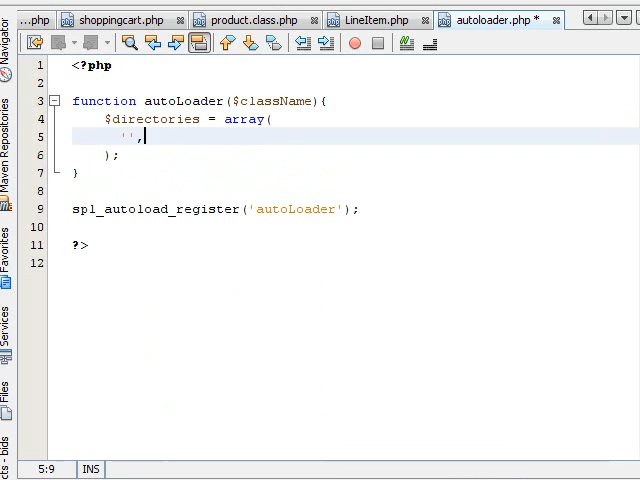 ...php shoppingcart.php product.class.php LineItem.php autoloader.php *
Navigator
Maven Repositories
Favorites
Services
Files
cts - bids
1 <?php
2
3 function autoLoader($className){
4 $directories = array(
5 '',
6 );
7 }
8
9 spl_autoload_register('autoLoader');
10
11 ?>
12
5:9 INS